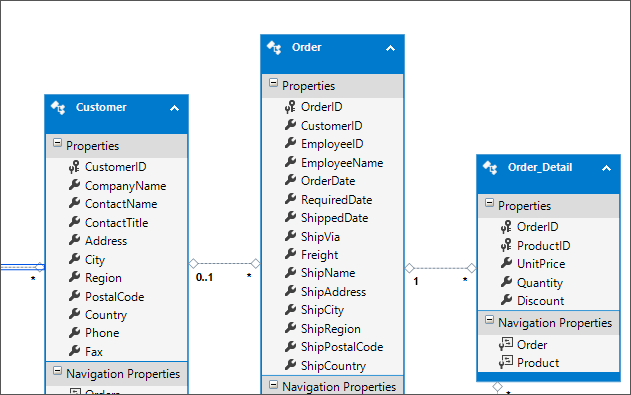 Customer
Properties
CustomerID
CompanyName
ContactName
ContactTitle
Address
City
Region
PostalCode
Country
Phone
Fax
Navigation Properties
Orders
*
0..1
*
Order
Properties
OrderID
CustomerID
EmployeeID
EmployeeName
OrderDate
RequiredDate
ShippedDate
ShipVia
Freight
ShipName
ShipAddress
ShipCity
ShipRegion
ShipPostalCode
ShipCountry
Navigation Properties
1
*
Order_Detail
Properties
OrderID
ProductID
UnitPrice
Quantity
Discount
Navigation Properties
Order
Product
*